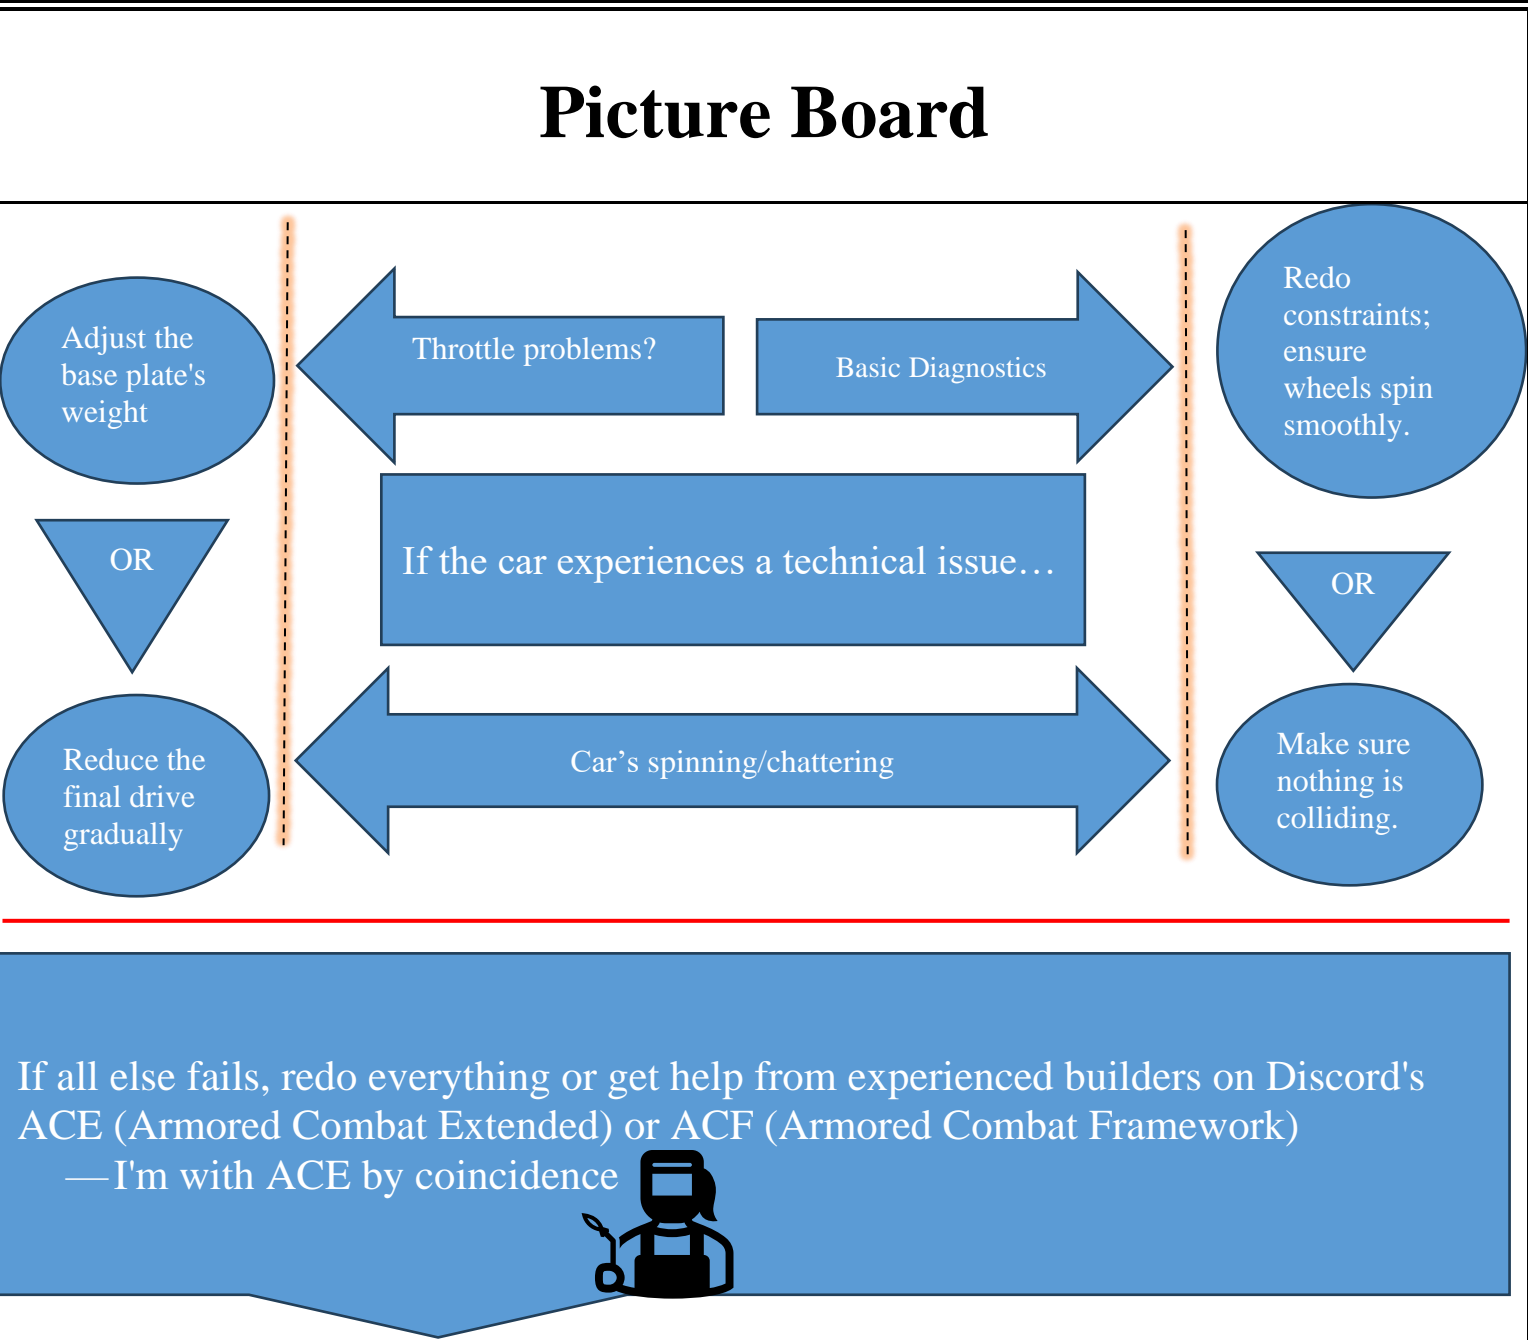 Picture Board
Adjust the
base plate's
weight
Throttle problems?
Basic Diagnostics
Redo
constraints;
ensure
wheels spin
smoothly.
OR
If the car experiences a technical issue…
OR
Reduce the
final drive
gradually
Car's spinning/chattering
Make sure
nothing is
colliding.
If all else fails, redo everything or get help from experienced builders on Discord's
ACE (Armored Combat Extended) or ACF (Armored Combat Framework)
— I'm with ACE by coincidence